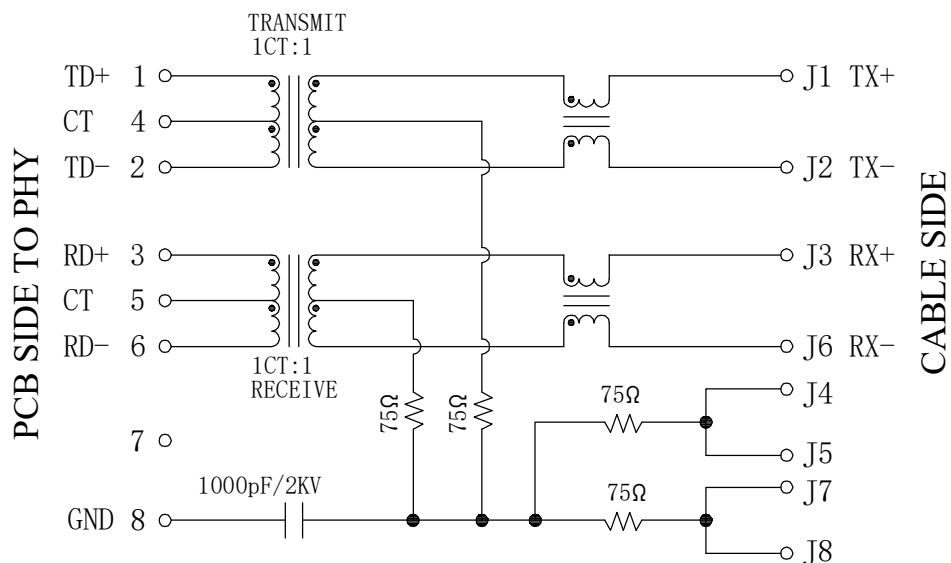 TRANSMIT
1CT:1
TD+ 1
J1 TX+
CT 4
TD- 2
J2 TX-
RD+ 3
J3 RX+
CT 5
RD- 6
J6 RX-
1CT:1
RECEIVE
PCB SIDE TO PHY
CABLE SIDE
75Ω
75Ω
75Ω
J4
J5
7
1000pF/2KV
75Ω
J7
GND 8
J8